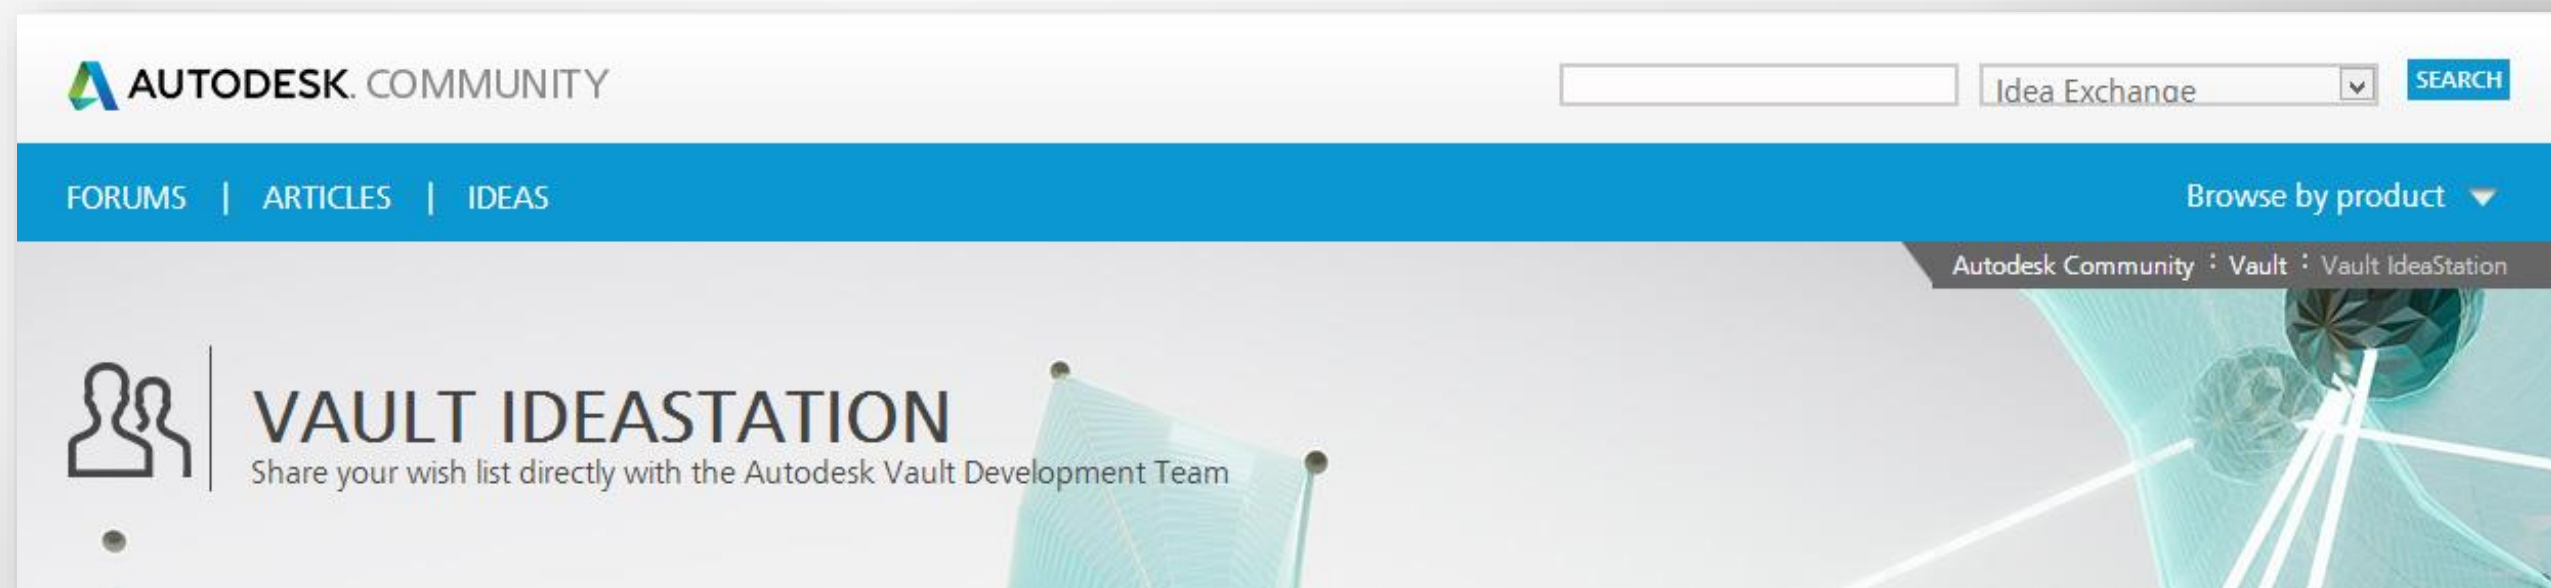 AUTODESK. COMMUNITY
Idea Exchange
SEARCH
FORUMS | ARTICLES | IDEAS
Browse by product
Autodesk Community : Vault : Vault IdeaStation
VAULT IDEASTATION
Share your wish list directly with the Autodesk Vault Development Team